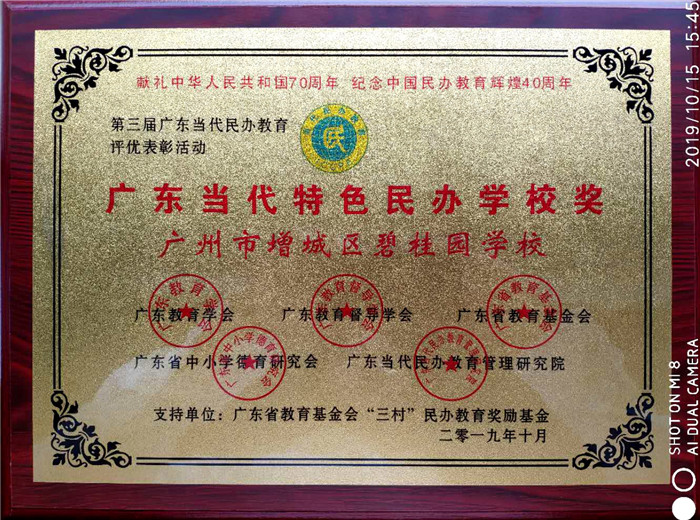 献礼中华人民共和国70周年 纪念中国民办教育辉煌40周年
第三届广东当代民办教育
评优表彰活动
民
广东当代特色民办学校奖
广州市增城区碧桂园学校
广东教育学会 广东教育督导学会 广东省教育基金会
广东省中小学德育研究会 广东当代民办教育管理研究院
支持单位：广东省教育基金会“三村”民办教育奖励基金
二零一九年十月
2019/10/15 15:45
SHOT ON MI 8
AI DUAL CAMERA